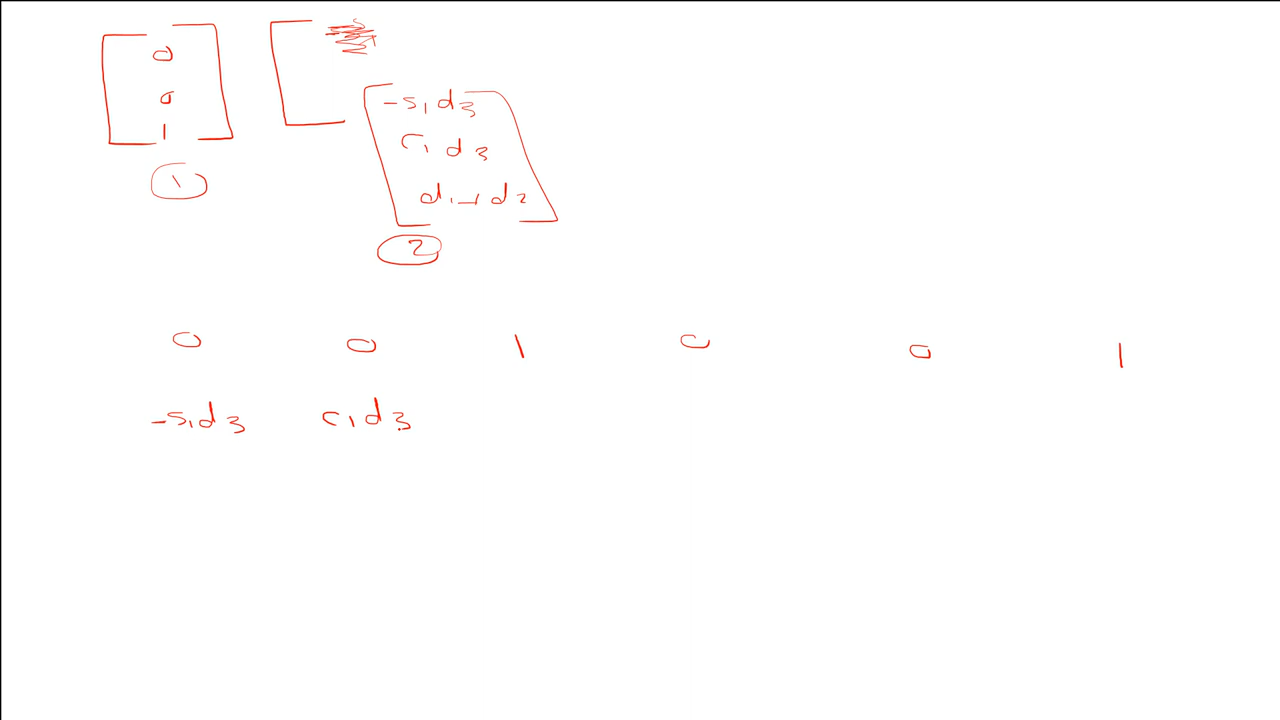 0
0
1
1
-s₁d₃
c₁d₃
d₁+d₂
2
0 0 1 0 0 1
-s₁d₃ c₁d₃